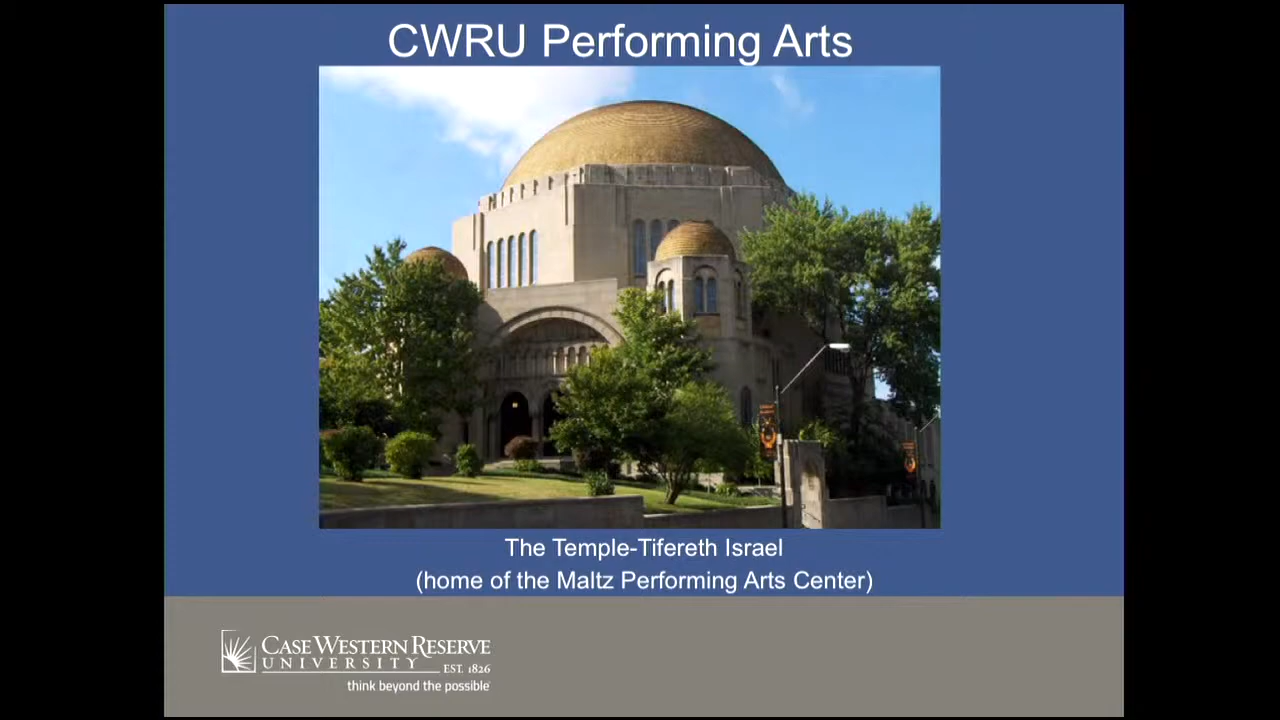 CWRU Performing Arts
The Temple-Tifereth Israel
(home of the Maltz Performing Arts Center)
CASE WESTERN RESERVE
UNIVERSITY
EST. 1826
think beyond the possible